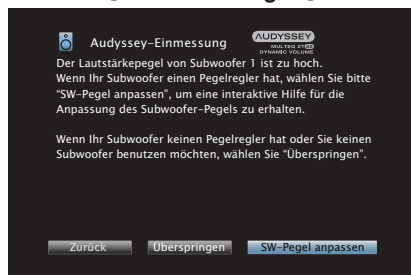 Audyssey-Einmessung
AUDYSSEY
MULTEQ XT32
DYNAMIC VOLUME
Der Lautstärkepegel von Subwoofer 1 ist zu hoch.
Wenn Ihr Subwoofer einen Pegelregler hat, wählen Sie bitte
“SW-Pegel anpassen”, um eine interaktive Hilfe für die
Anpassung des Subwoofer-Pegels zu erhalten.
Wenn Ihr Subwoofer keinen Pegelregler hat oder Sie keinen
Subwoofer benutzen möchten, wählen Sie “Überspringen”.
Zurück
Überspringen
SW-Pegel anpassen